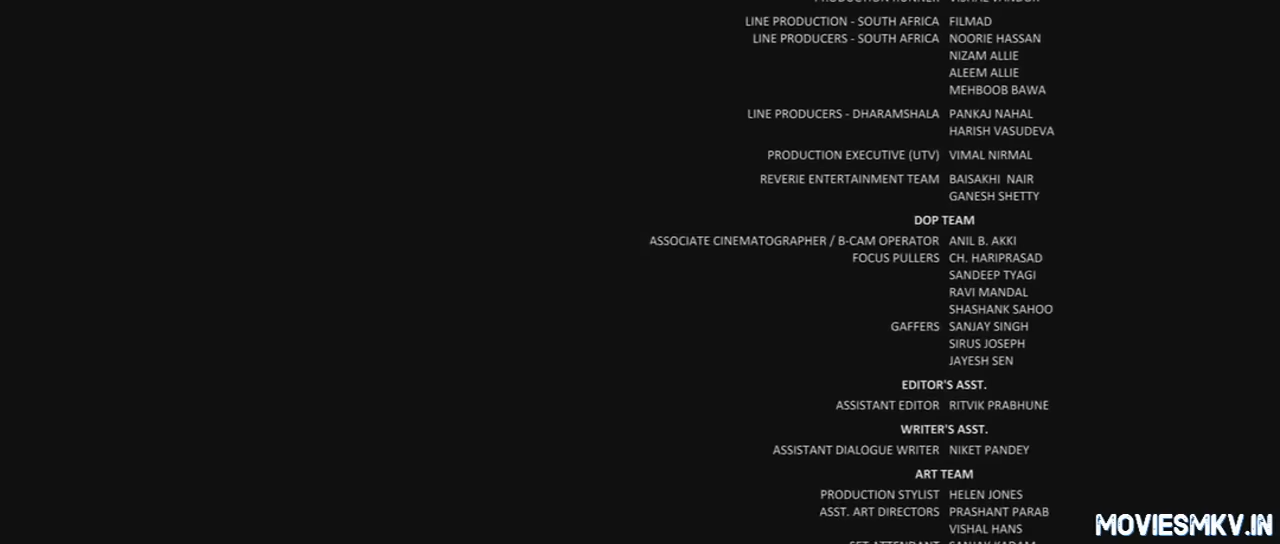 LINE PRODUCTION - SOUTH AFRICA FILMAD
LINE PRODUCERS - SOUTH AFRICA NOORIE HASSAN
NIZAM ALLIE
ALEEM ALLIE
MEHBOOB BAWA
LINE PRODUCERS - DHARAMSHALA PANKAJ NAHAL
HARISH VASUDEVA
PRODUCTION EXECUTIVE (UTV) VIMAL NIRMAL
REVERIE ENTERTAINMENT TEAM BAISAKHI NAIR
GANESH SHETTY
DOP TEAM
ASSOCIATE CINEMATOGRAPHER / B-CAM OPERATOR ANIL B. AKKI
FOCUS PULLERS CH. HARIPRASAD
SANDEEP TYAGI
RAVI MANDAL
SHASHANK SAHOO
GAFFERS SANJAY SINGH
SIRUS JOSEPH
JAYESH SEN
EDITOR'S ASST.
ASSISTANT EDITOR RITVIK PRABHUNE
WRITER'S ASST.
ASSISTANT DIALOGUE WRITER NIKET PANDEY
ART TEAM
PRODUCTION STYLIST HELEN JONES
ASST. ART DIRECTORS PRASHANT PARAB
VISHAL HANS
MOVIESMKV.IN